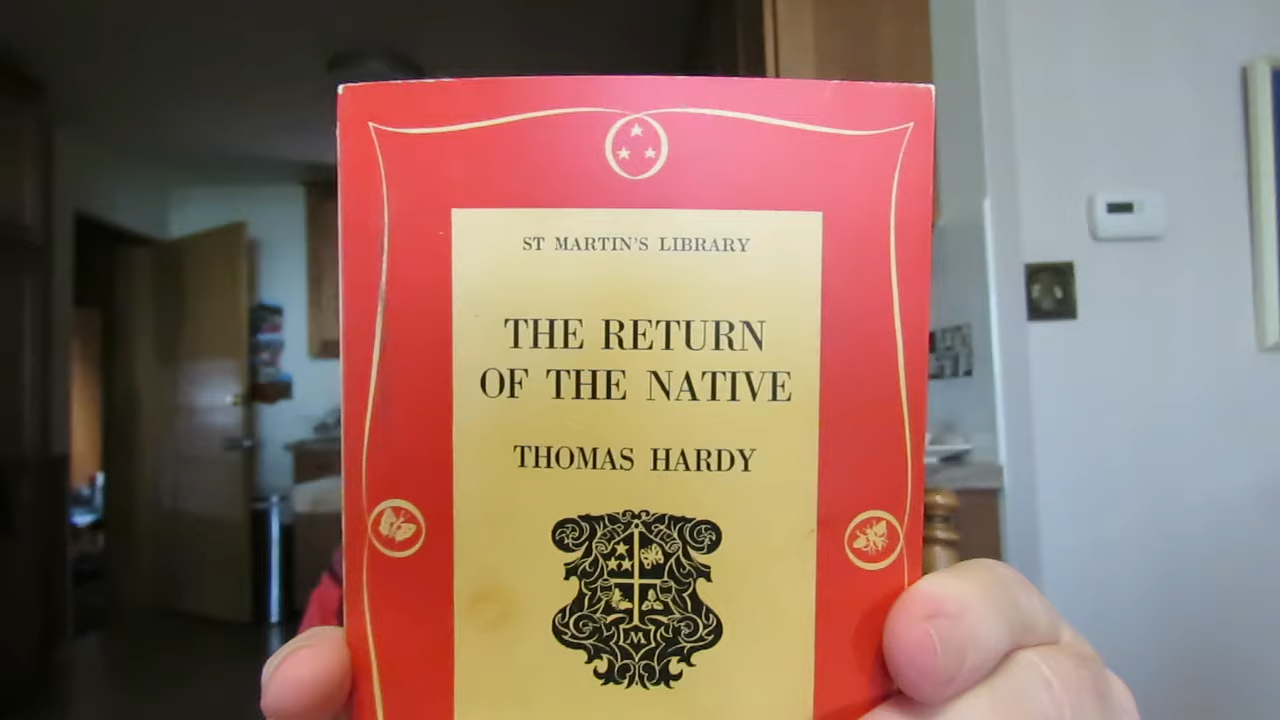 ST MARTIN'S LIBRARY
THE RETURN
OF THE NATIVE
THOMAS HARDY
M